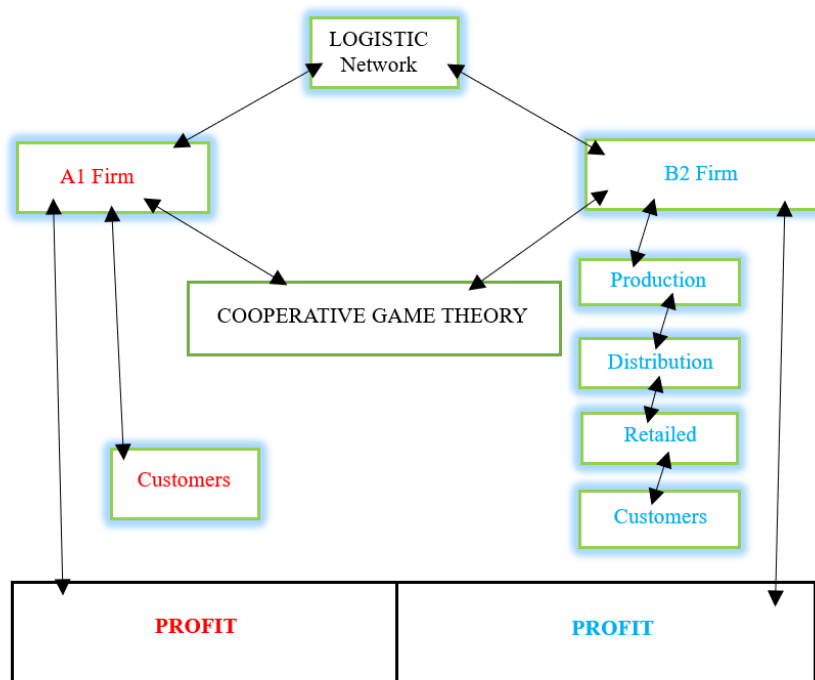 LOGISTIC
Network
A1 Firm
B2 Firm
Production
COOPERATIVE GAME THEORY
Distribution
Retailed
Customers
Customers
PROFIT
PROFIT